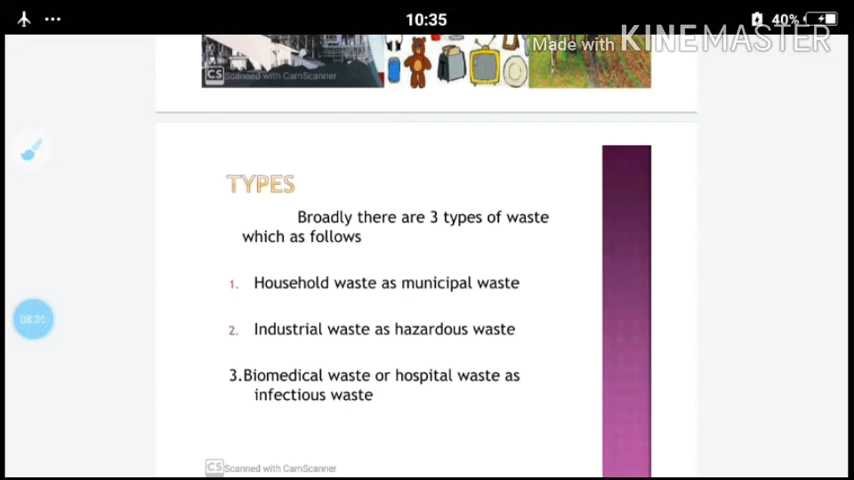 10:35
40%
Made with KINEMASTER
CS Scanned with CamScanner
TYPES
Broadly there are 3 types of waste
which as follows
1. Household waste as municipal waste
2. Industrial waste as hazardous waste
3.Biomedical waste or hospital waste as
infectious waste
CS Scanned with CamScanner